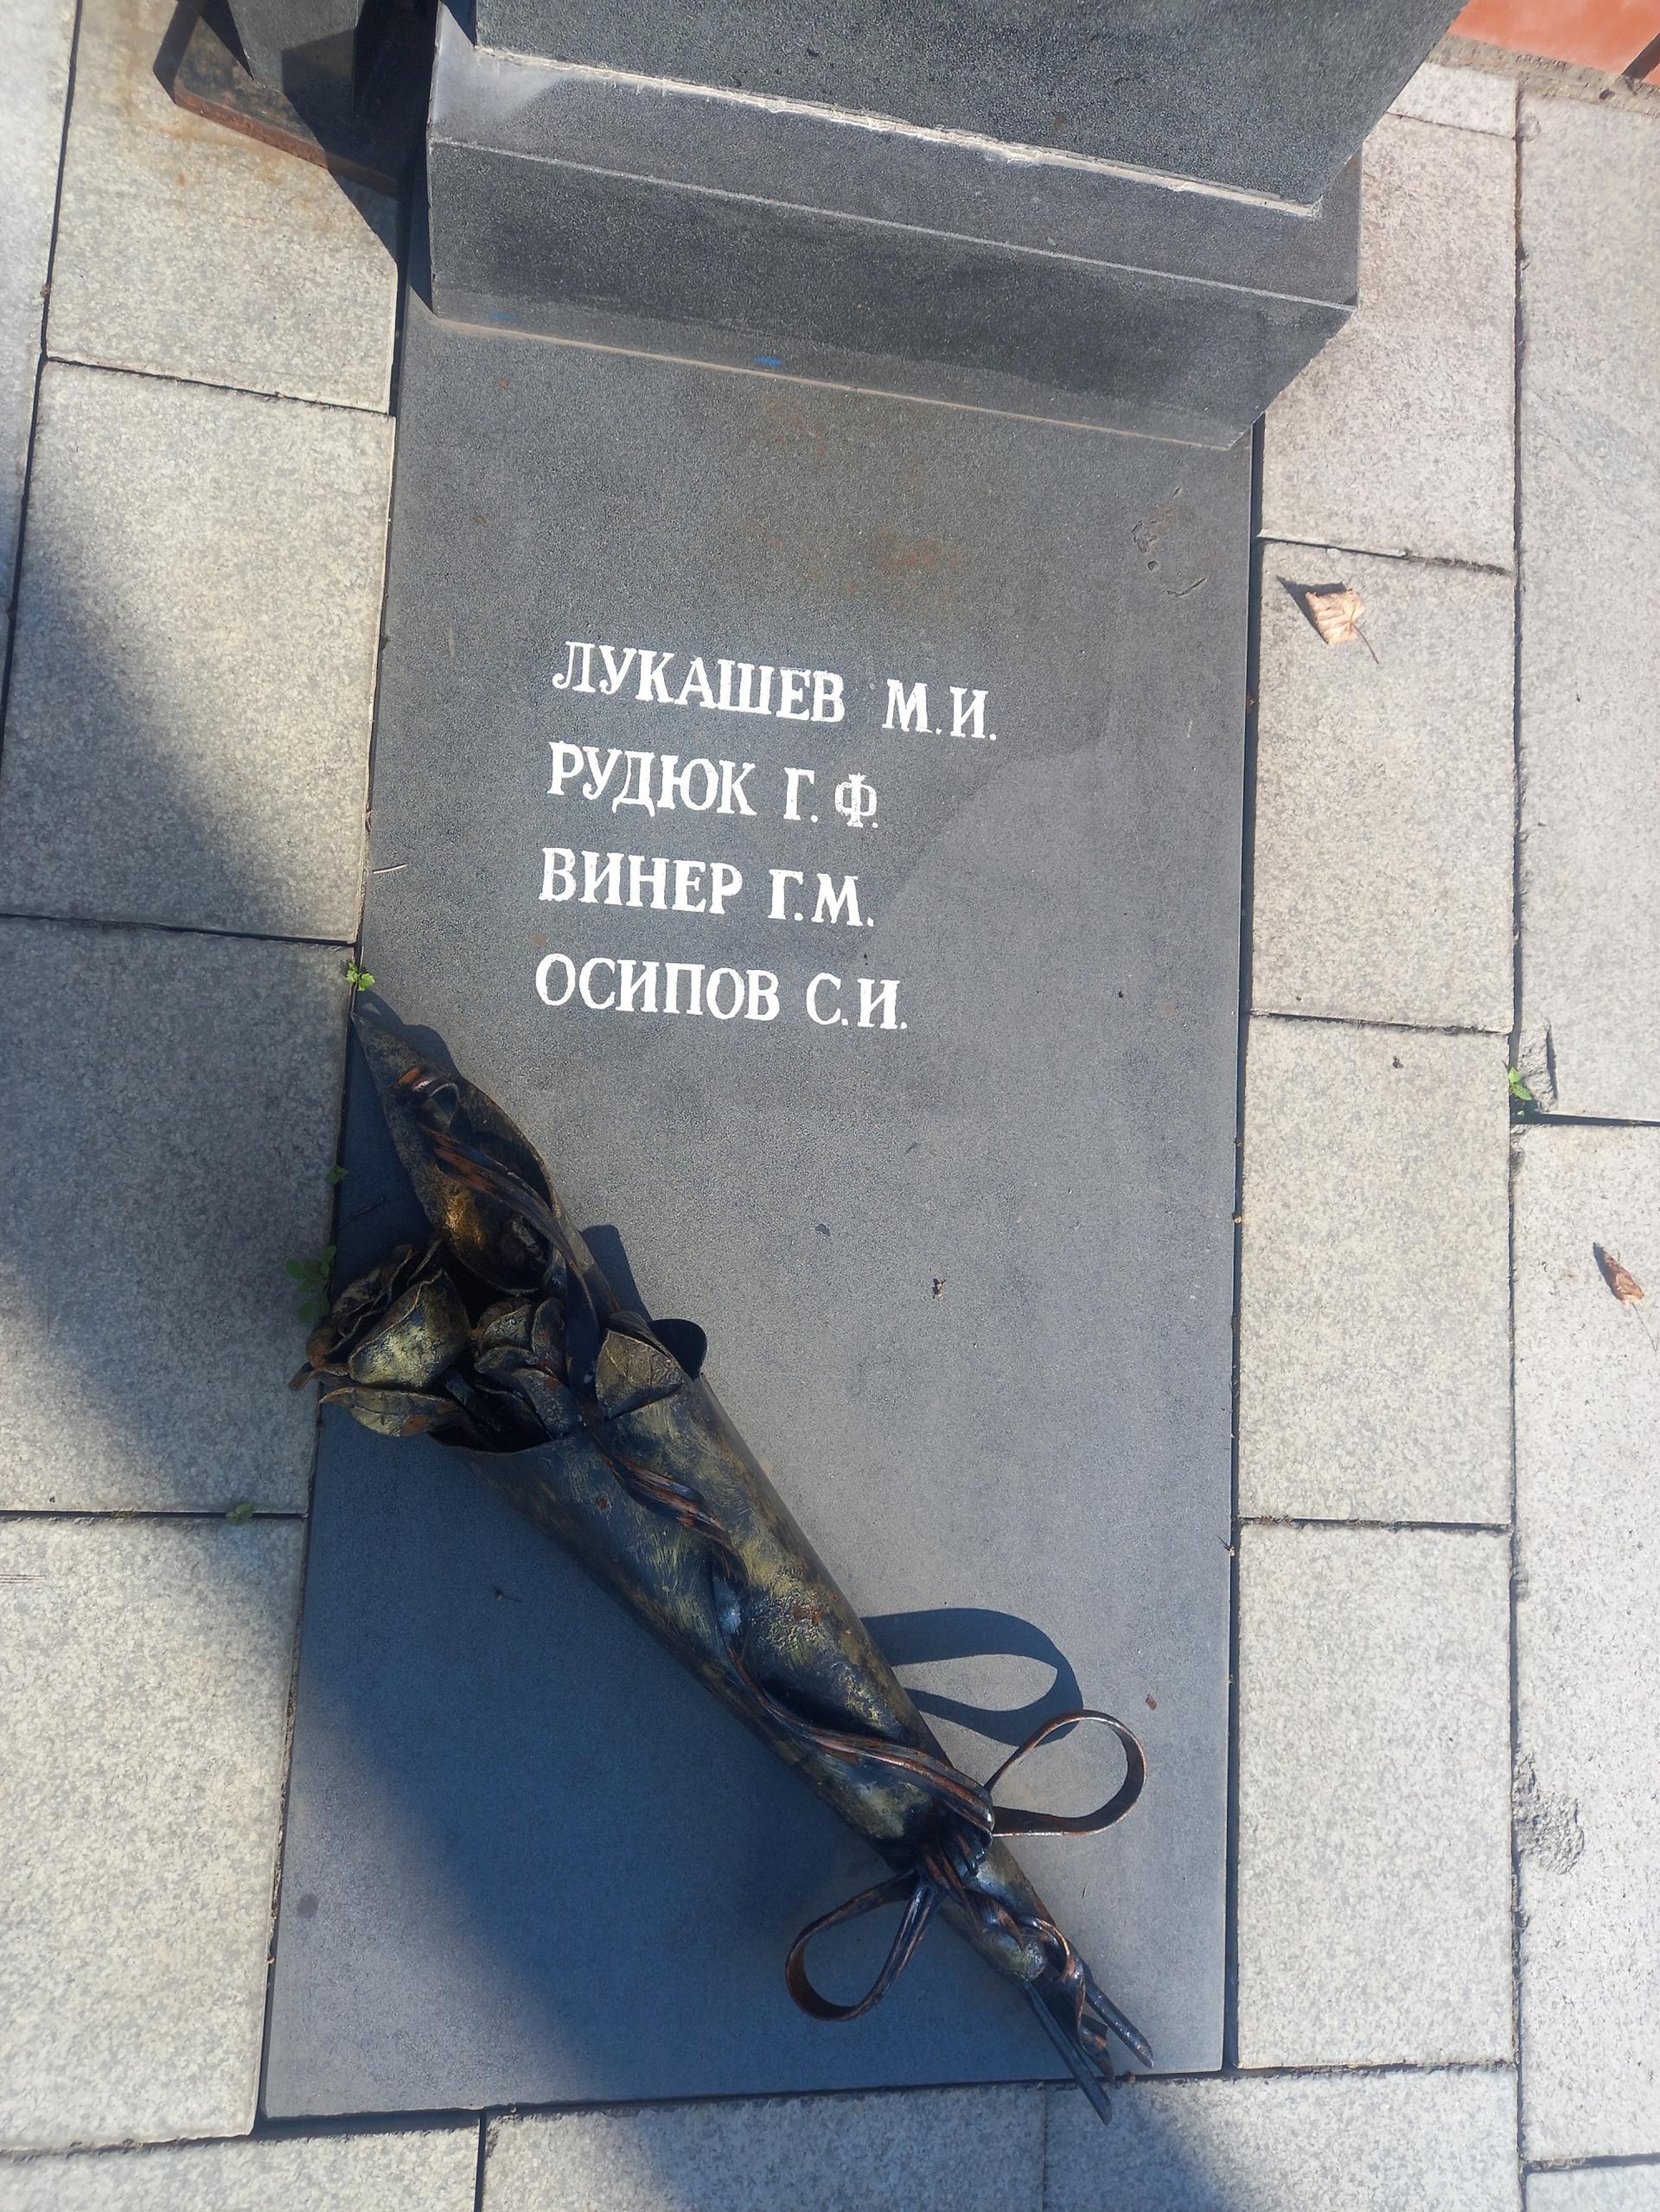 ЛУКАШЕВ М.И.
РУДЮК Г.Ф.
ВИНЕР Г.М.
ОСИПОВ С.И.